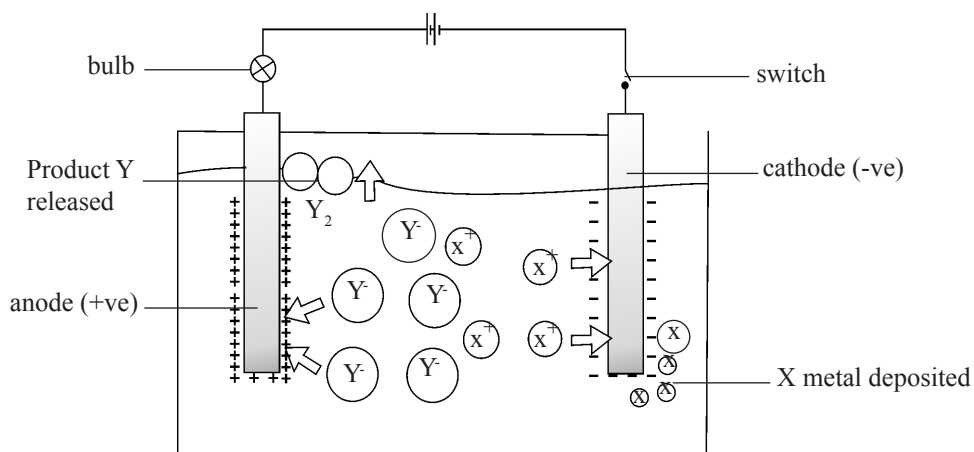 bulb
switch
Product Y
released
cathode (-ve)
Y₂
Y⁻
x⁺
x⁺
Y⁻
Y⁻
anode (+ve)
x⁺
x⁺
x
Y⁻
Y⁻
x
X metal deposited
x
x